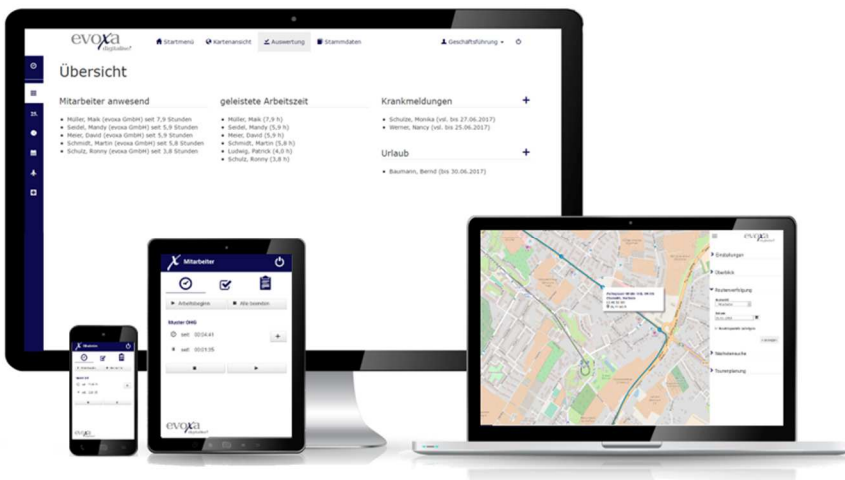 evoxa
digitalise!
Startmenü Kartenansicht Auswertung Stammdaten Geschäftsführung
Übersicht
Mitarbeiter anwesend
Müller, Maik (evoxa GmbH) seit 7,9 Stunden
Seidel, Mandy (evoxa GmbH) seit 5,9 Stunden
Meier, David (evoxa GmbH) seit 5,9 Stunden
Schmidt, Martin (evoxa GmbH) seit 5,8 Stunden
Schulz, Ronny (evoxa GmbH) seit 3,8 Stunden
geleistete Arbeitszeit
Müller, Maik (7,9 h)
Seidel, Mandy (5,9 h)
Meier, David (5,9 h)
Schmidt, Martin (5,8 h)
Ludwig, Patrick (4,0 h)
Schulz, Ronny (3,8 h)
Krankmeldungen +
Schulze, Monika (vsl. bis 27.06.2017)
Werner, Nancy (vsl. bis 25.06.2017)
Urlaub +
Baumann, Bernd (bis 30.06.2017)
X Mitarbeiter
Arbeitsbeginn Alle beenden
Muster OHG
seit 00:04:41 +
seit 00:01:35
evoxa
X Mitarbeiter
evoxa
evoxa
Einstellungen
Überblick
Routenverfolgung
Nächstensuche
Tourenplanung